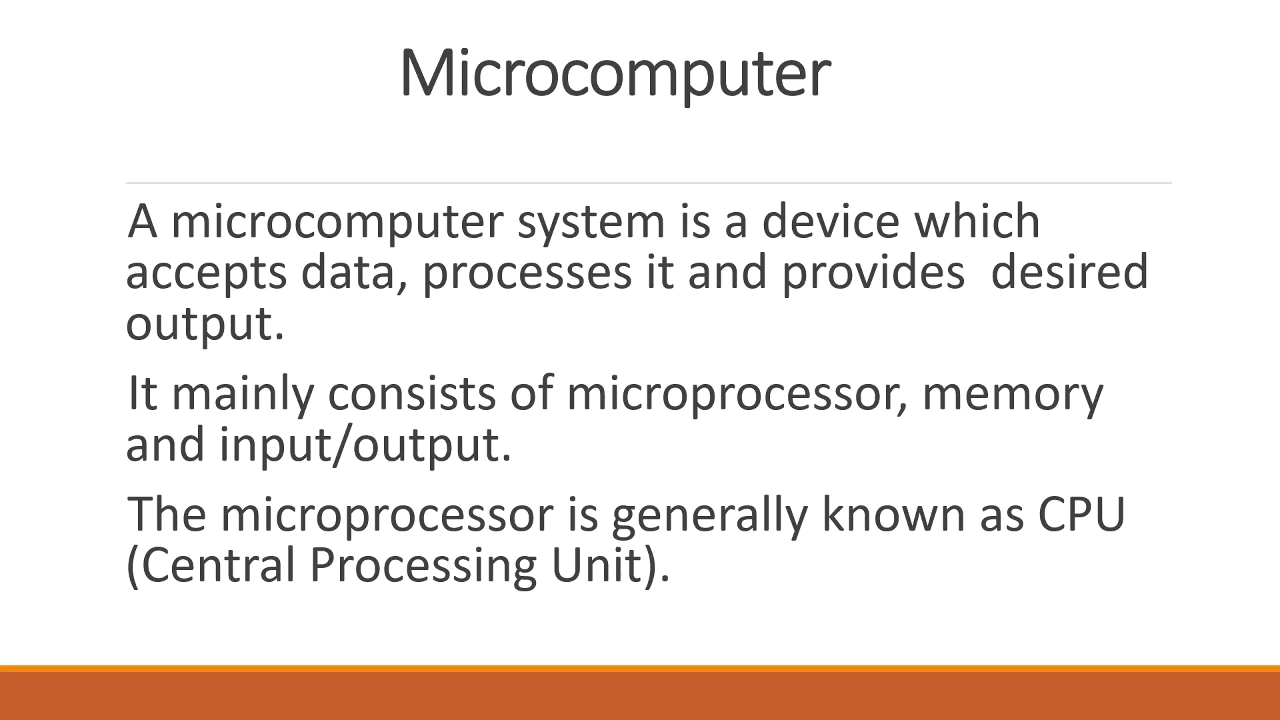 Microcomputer
A microcomputer system is a device which
accepts data, processes it and provides  desired
output.
It mainly consists of microprocessor, memory
and input/output.
The microprocessor is generally known as CPU
(Central Processing Unit).